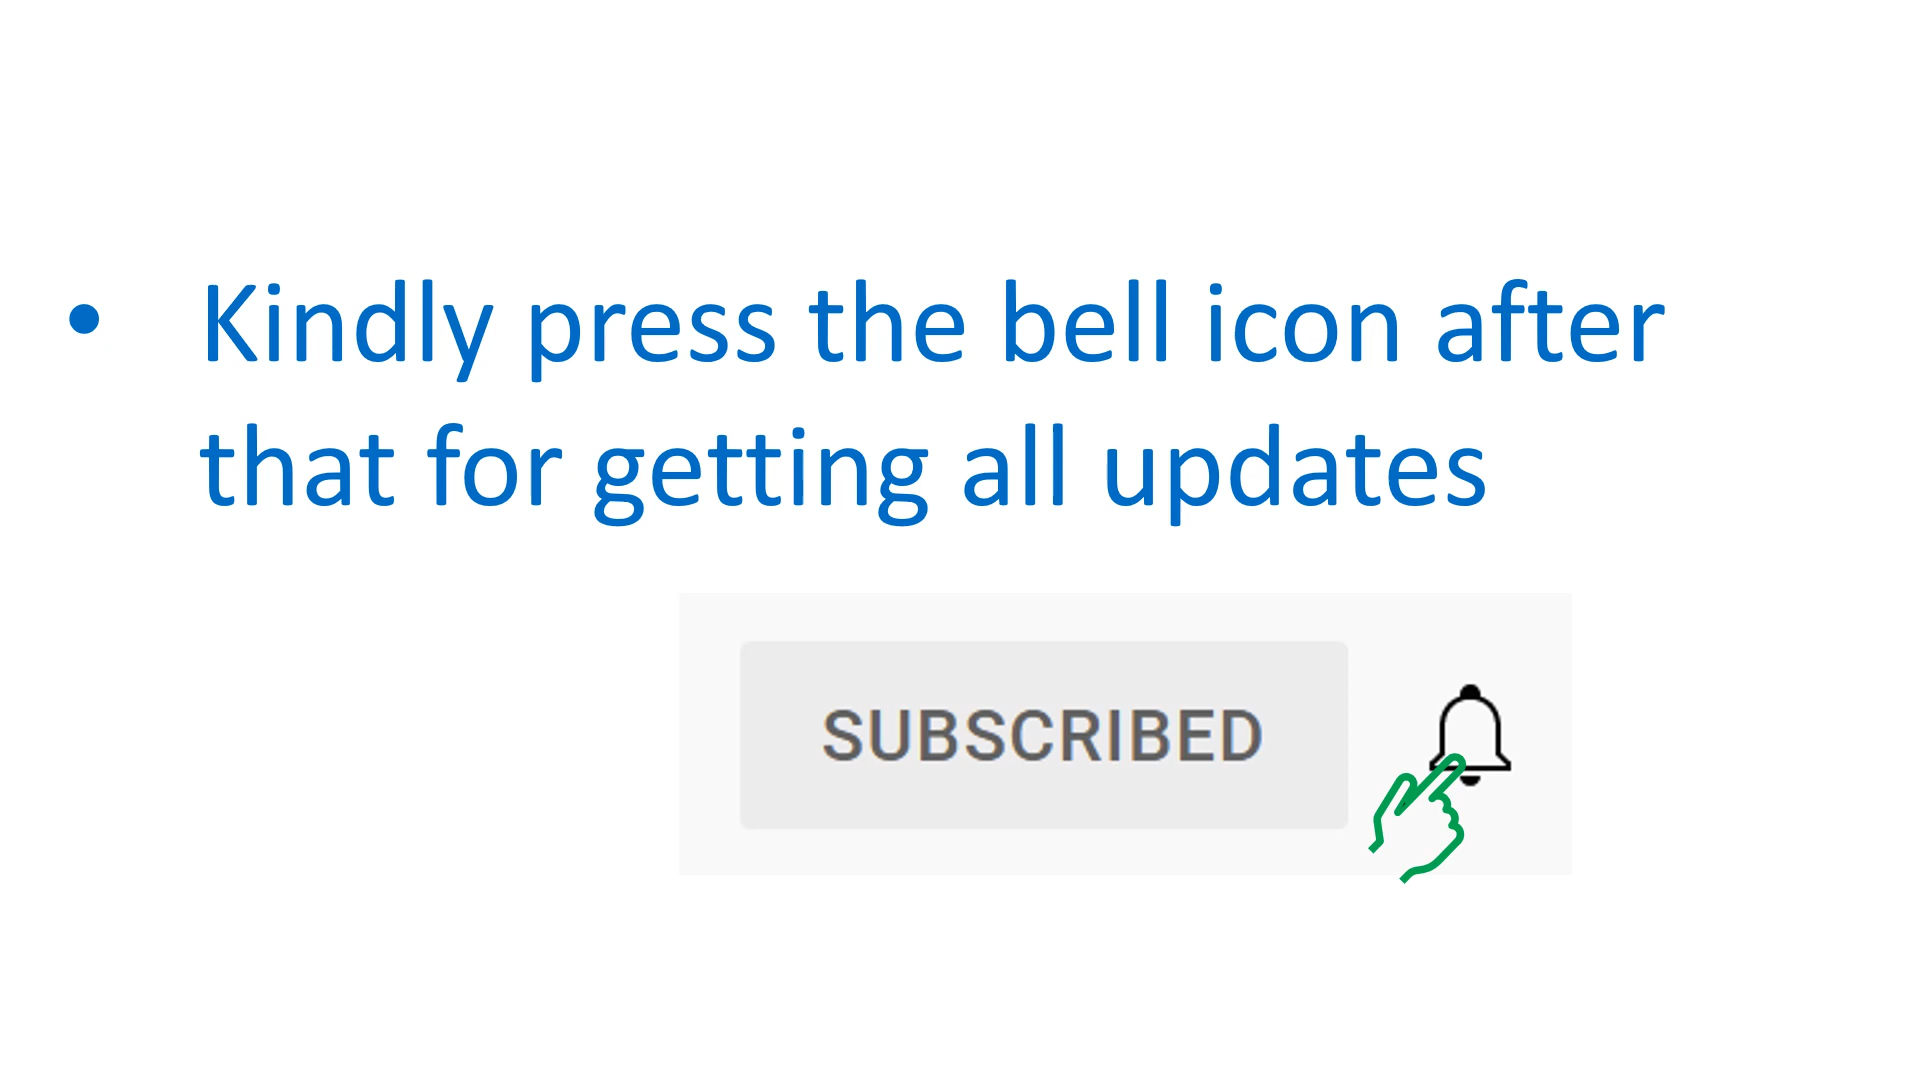 • Kindly press the bell icon after
that for getting all updates
SUBSCRIBED